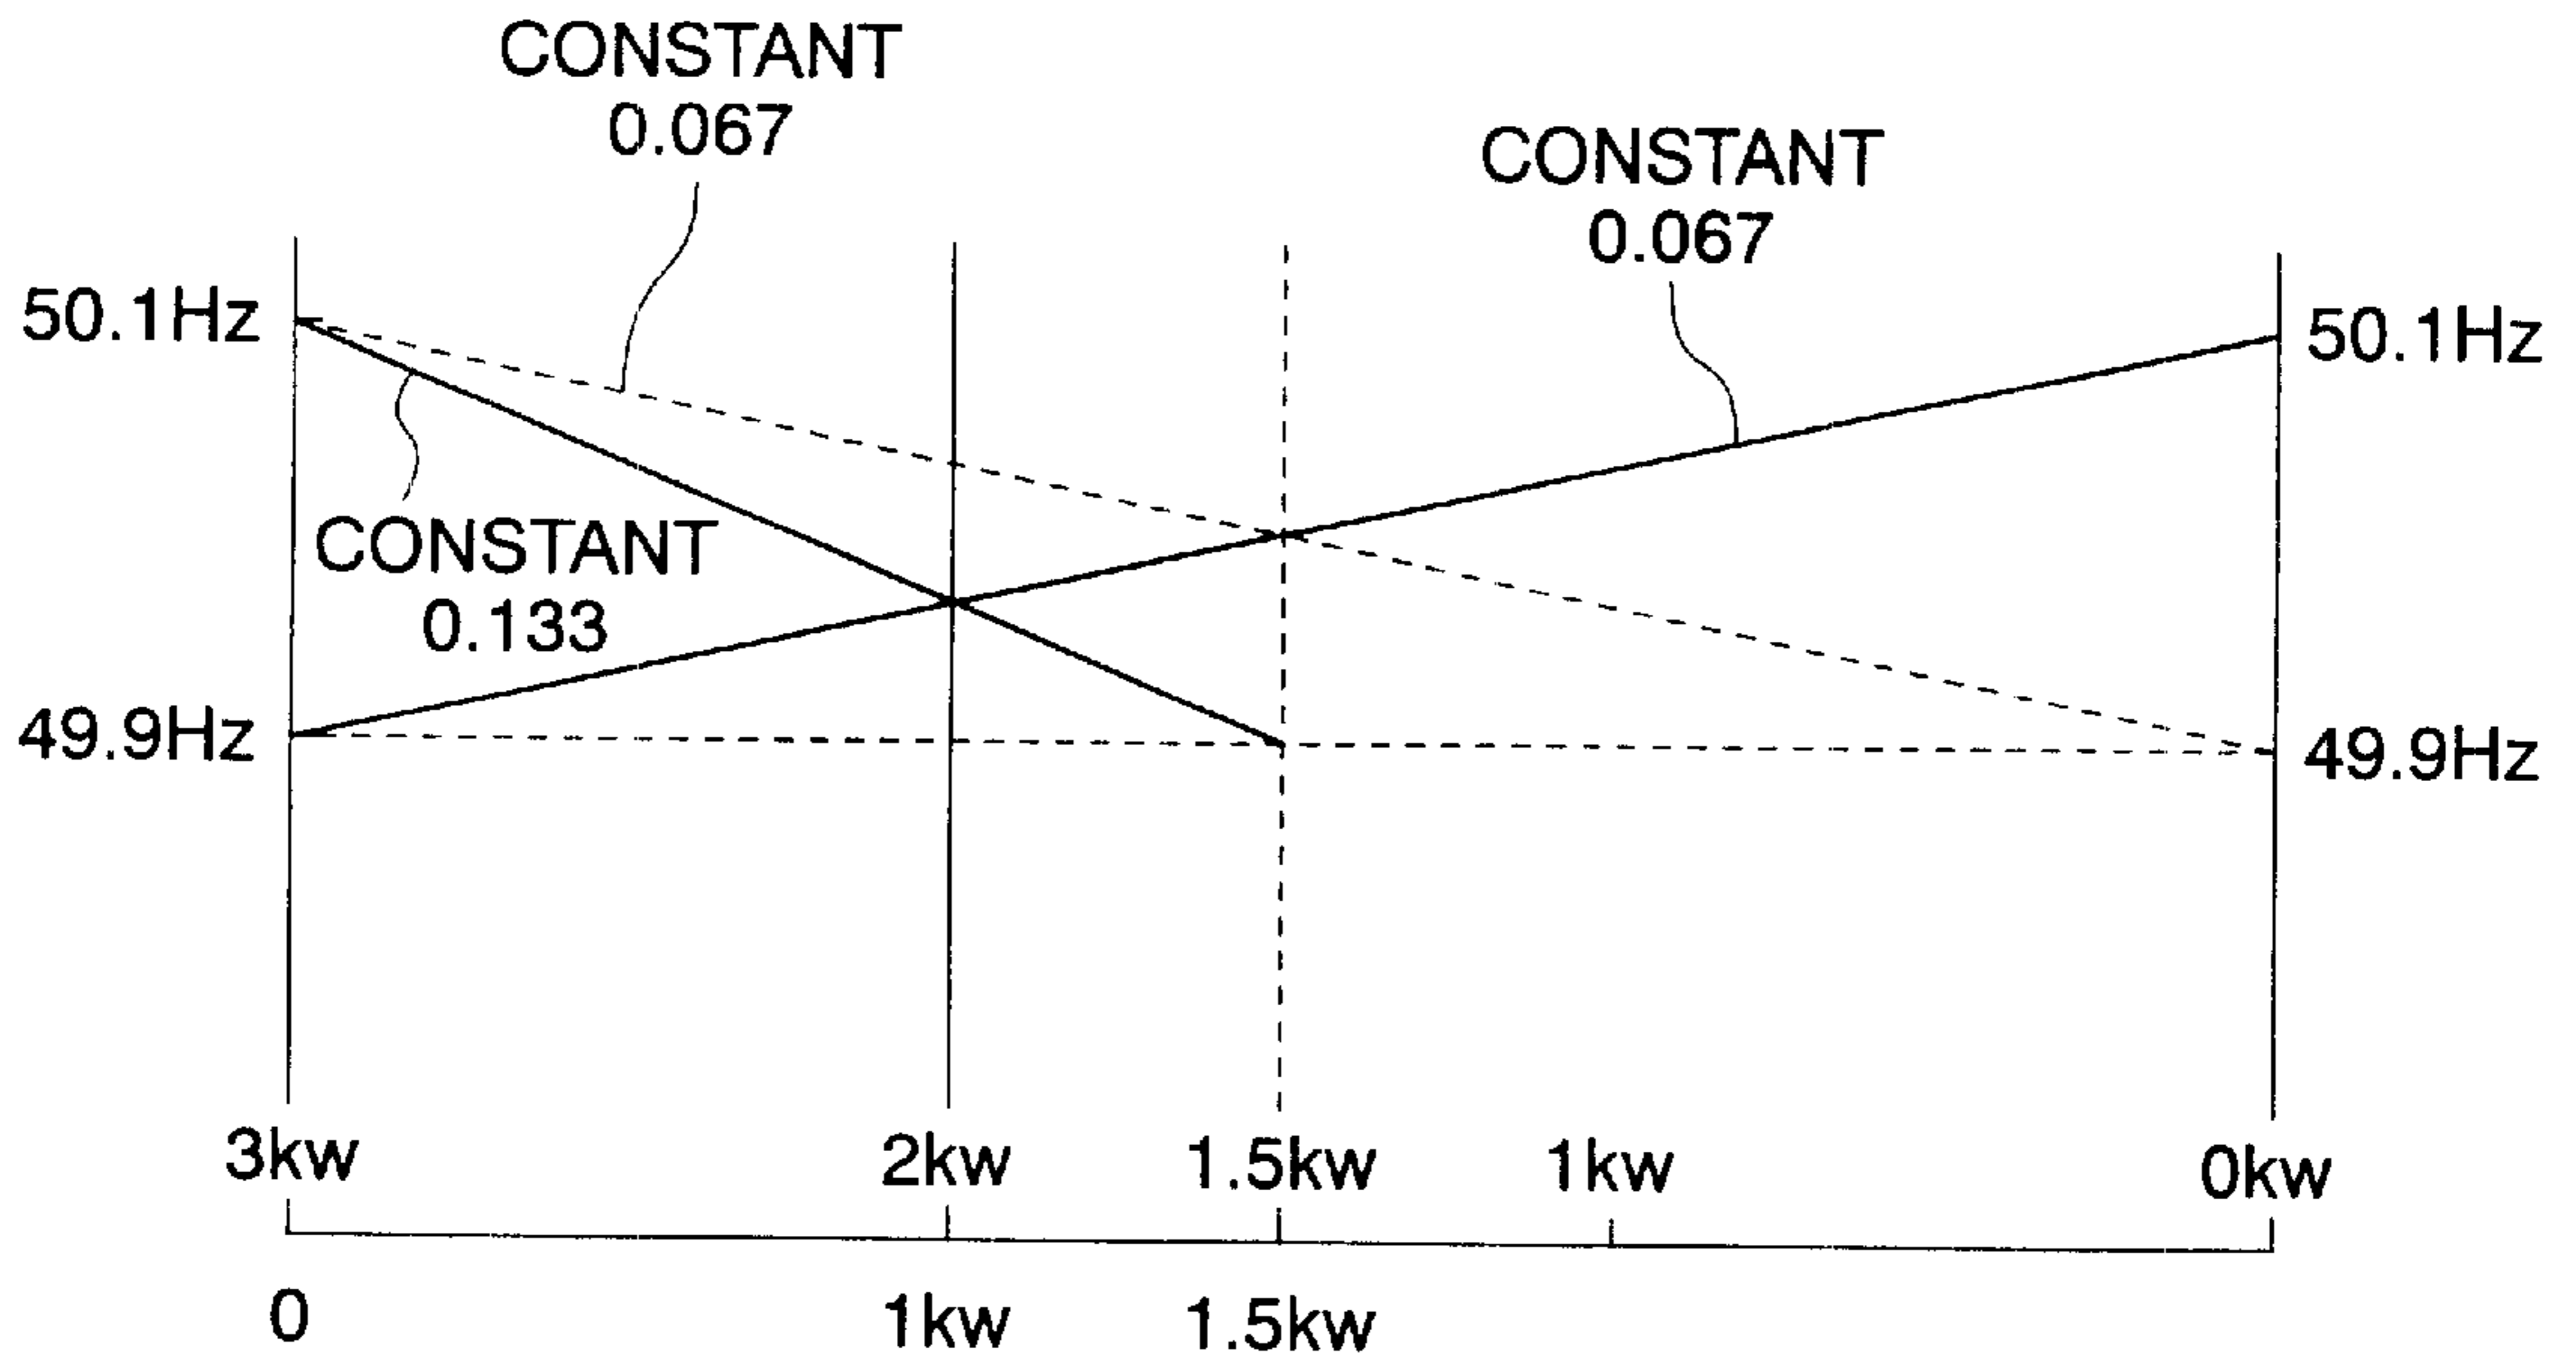 CONSTANT
0.067
CONSTANT
0.067
50.1Hz
50.1Hz
CONSTANT
0.133
49.9Hz
49.9Hz
3kw 2kw 1.5kw 1kw 0kw
0 1kw 1.5kw